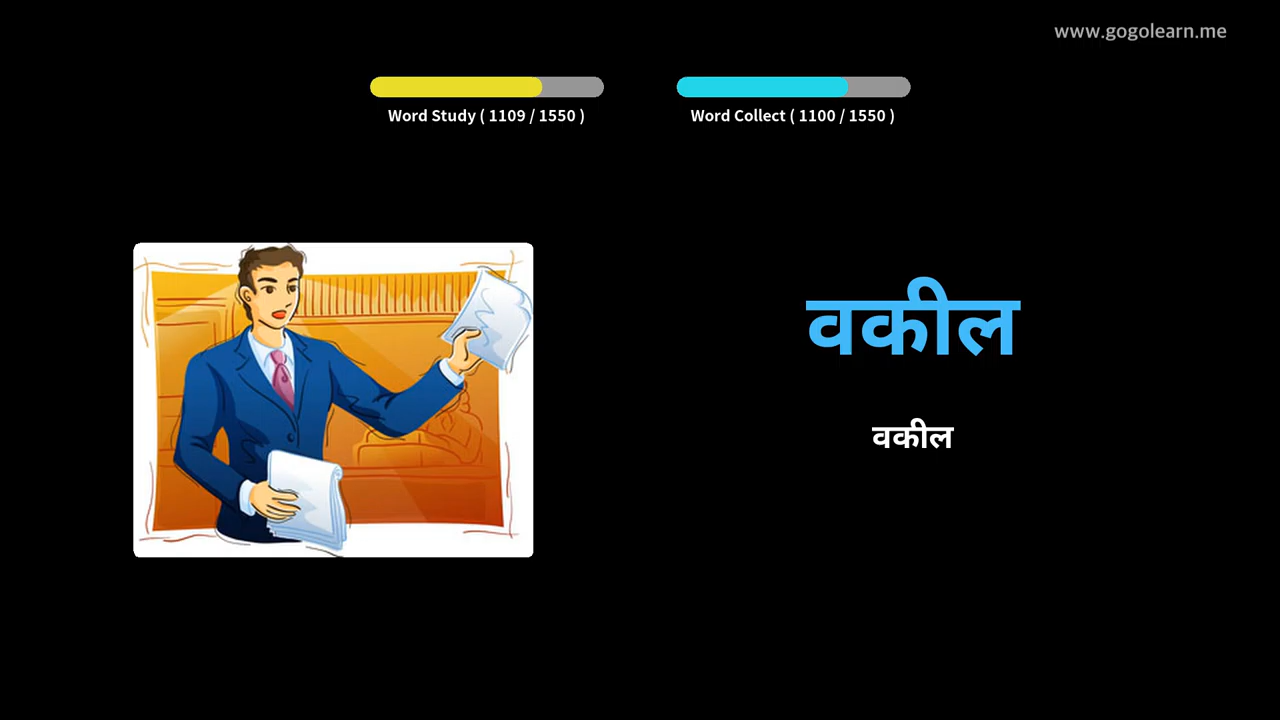 www.gogolearn.me
Word Study ( 1109 / 1550 )
Word Collect ( 1100 / 1550 )
वकील
वकील